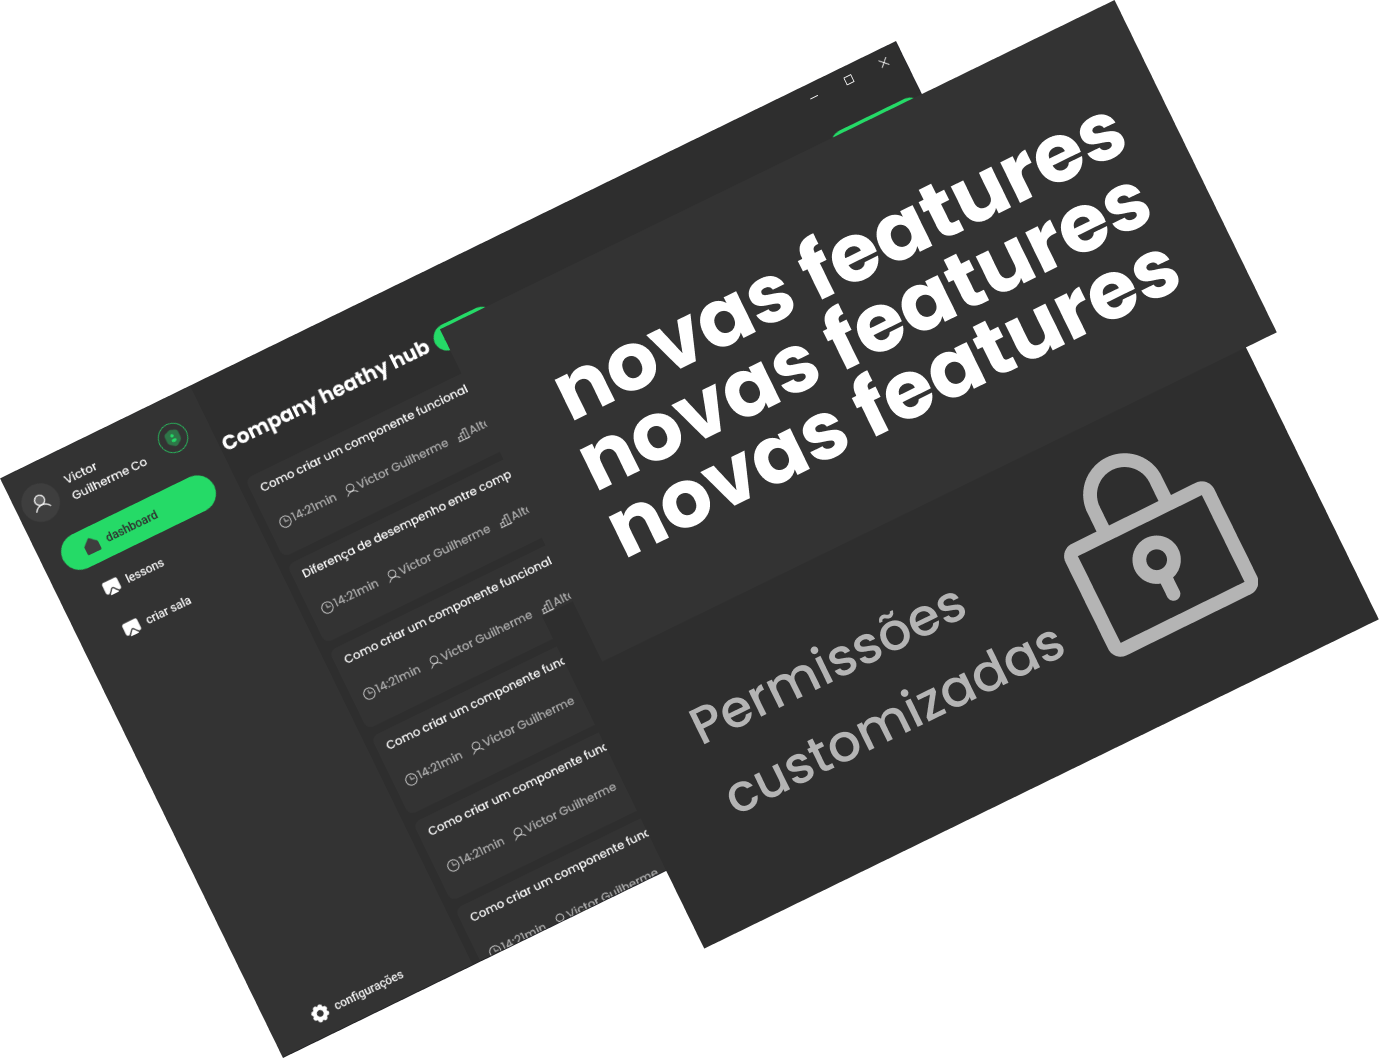 Victor
Guilherme Co
dashboard
lessons
criar sala
configurações
Company heathy hub
Como criar um componente funcional
14:21min Victor Guilherme Alto
Diferença de desempenho entre comp
14:21min Victor Guilherme Alto
Como criar um componente funcional
14:21min Victor Guilherme Alto
Como criar um componente func
14:21min Victor Guilherme
Como criar um componente func
14:21min Victor Guilherme
Como criar um componente func
14:21min Victor Guilherme
novas features
novas features
novas features
Permissões
customizadas